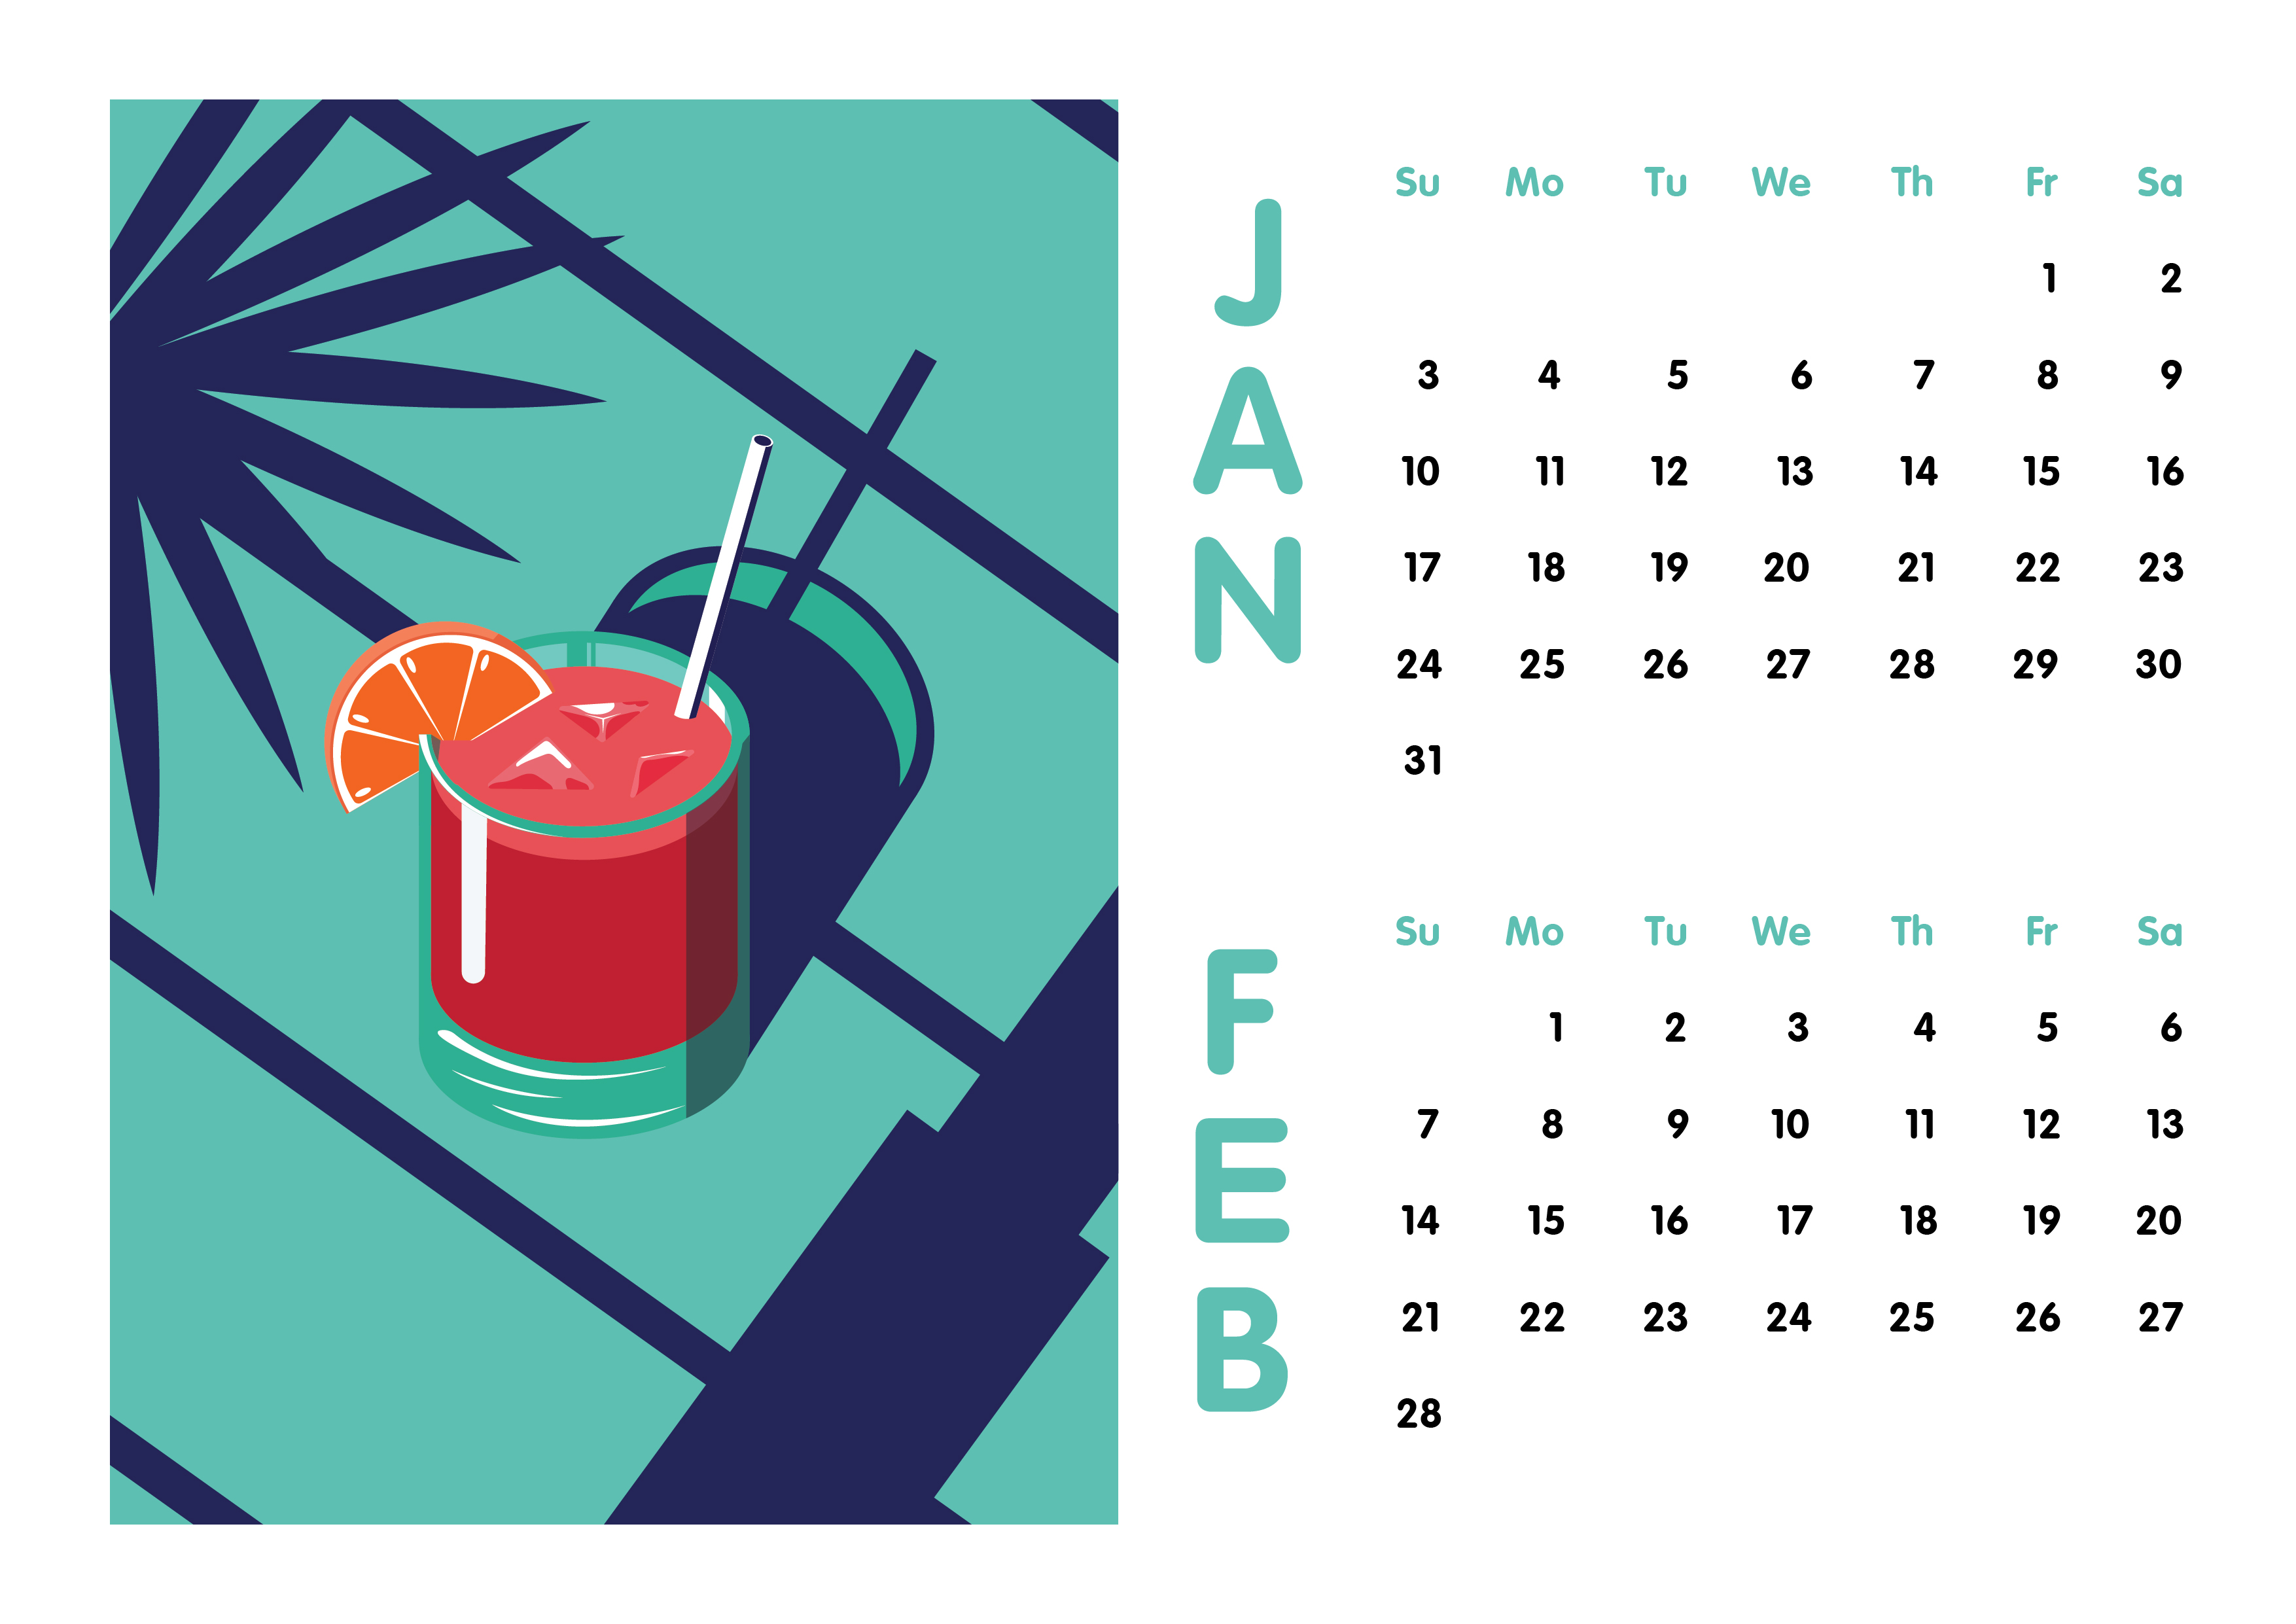 JAN
Su Mo Tu We Th Fr Sa
1 2
3 4 5 6 7 8 9
10 11 12 13 14 15 16
17 18 19 20 21 22 23
24 25 26 27 28 29 30
31
FEB
Su Mo Tu We Th Fr Sa
1 2 3 4 5 6
7 8 9 10 11 12 13
14 15 16 17 18 19 20
21 22 23 24 25 26 27
28